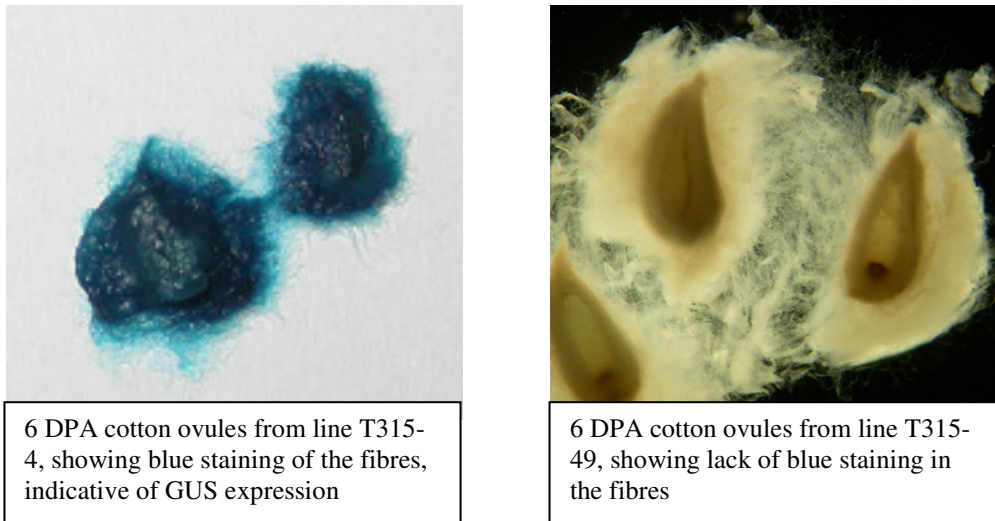 6 DPA cotton ovules from line T315-
4, showing blue staining of the fibres,
indicative of GUS expression
6 DPA cotton ovules from line T315-
49, showing lack of blue staining in
the fibres